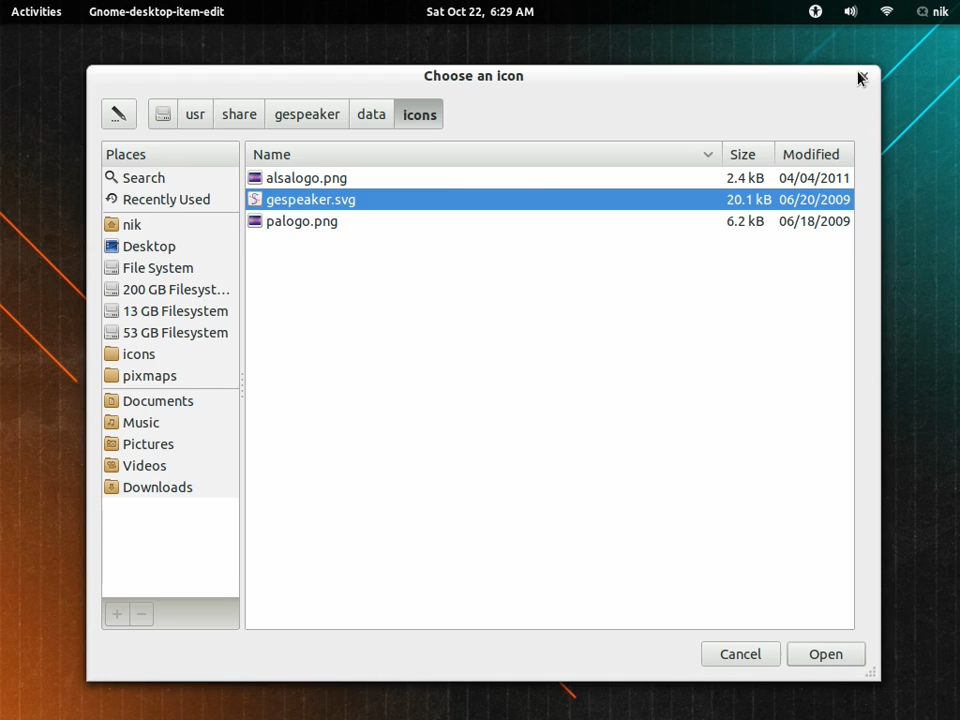 Activities Gnome-desktop-item-edit Sat Oct 22, 6:29 AM nik
Choose an icon
usr share gespeaker data icons
Places
Search
Recently Used
nik
Desktop
File System
200 GB Filesyst...
13 GB Filesystem
53 GB Filesystem
icons
pixmaps
Documents
Music
Pictures
Videos
Downloads
Name Size Modified
alsalogo.png 2.4 kB 04/04/2011
gespeaker.svg 20.1 kB 06/20/2009
palogo.png 6.2 kB 06/18/2009
Cancel Open